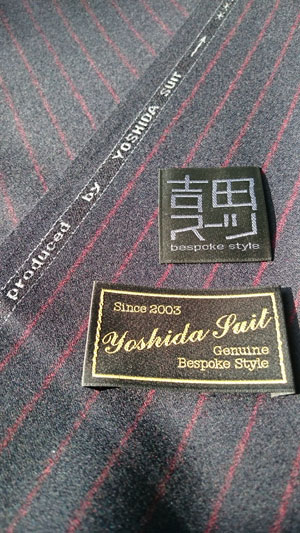 produced by YOSHIDA SUIT
吉田
スーツ
bespoke style
Since 2003
Yoshida Suit
Genuine
Bespoke Style